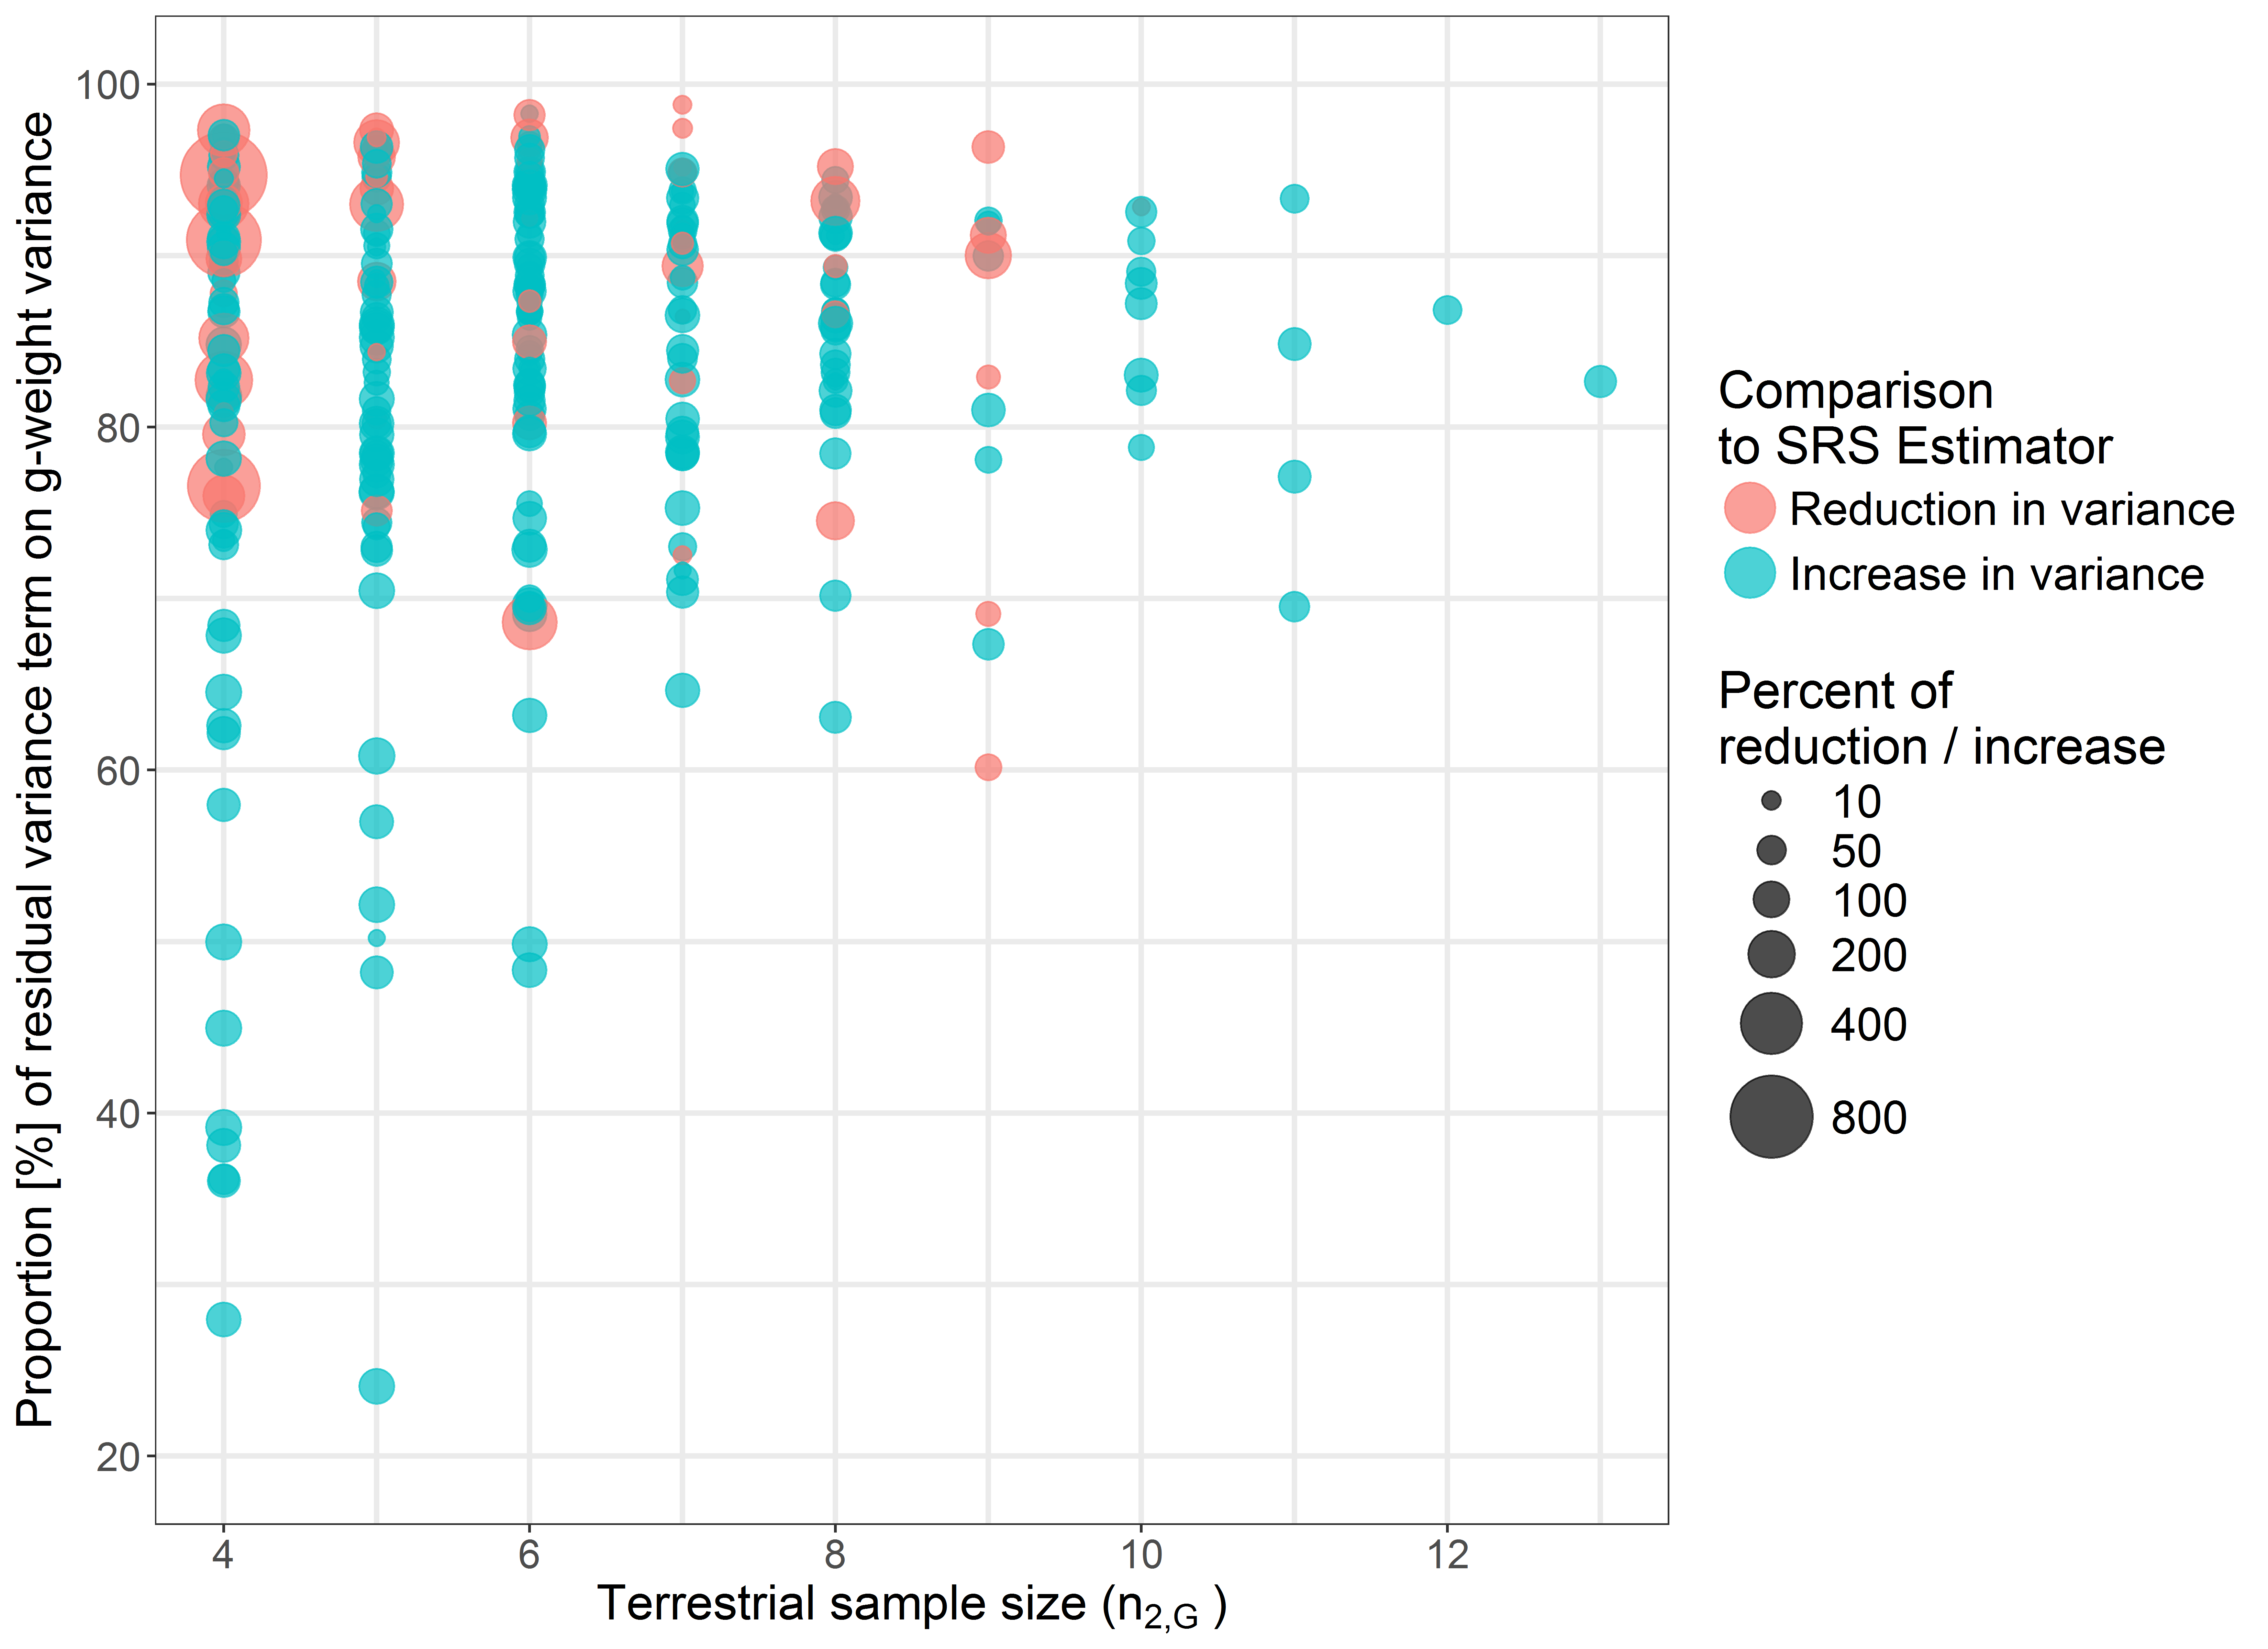 Proportion [%] of residual variance term on g-weight variance
100
80
60
40
20
4
6
8
10
12
Terrestrial sample size (n2,G )
Comparison
to SRS Estimator
Reduction in variance
Increase in variance
Percent of
reduction / increase
10
50
100
200
400
800